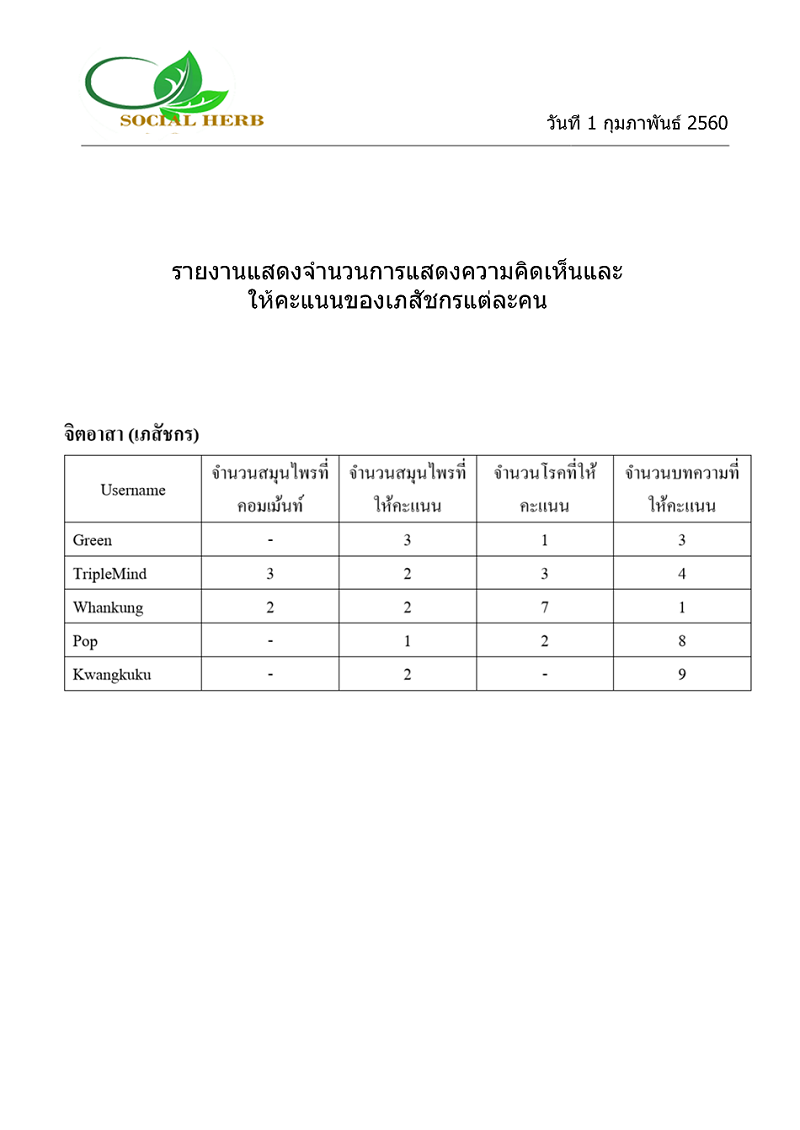 SOCIAL HERB
วันที่ 1 กุมภาพันธ์ 2560
รายงานแสดงจำนวนการแสดงความคิดเห็นและ
ให้คะแนนของเภสัชกรแต่ละคน
จิตอาสา (เภสัชกร)
Username จำนวนสมุนไพรที่คอมเม้นท์ จำนวนสมุนไพรที่ให้คะแนน จำนวนโรคที่ให้คะแนน จำนวนบทความที่ให้คะแนน
Green - 3 1 3
TripleMind 3 2 3 4
Whankung 2 2 7 1
Pop - 1 2 8
Kwangkuku - 2 - 9